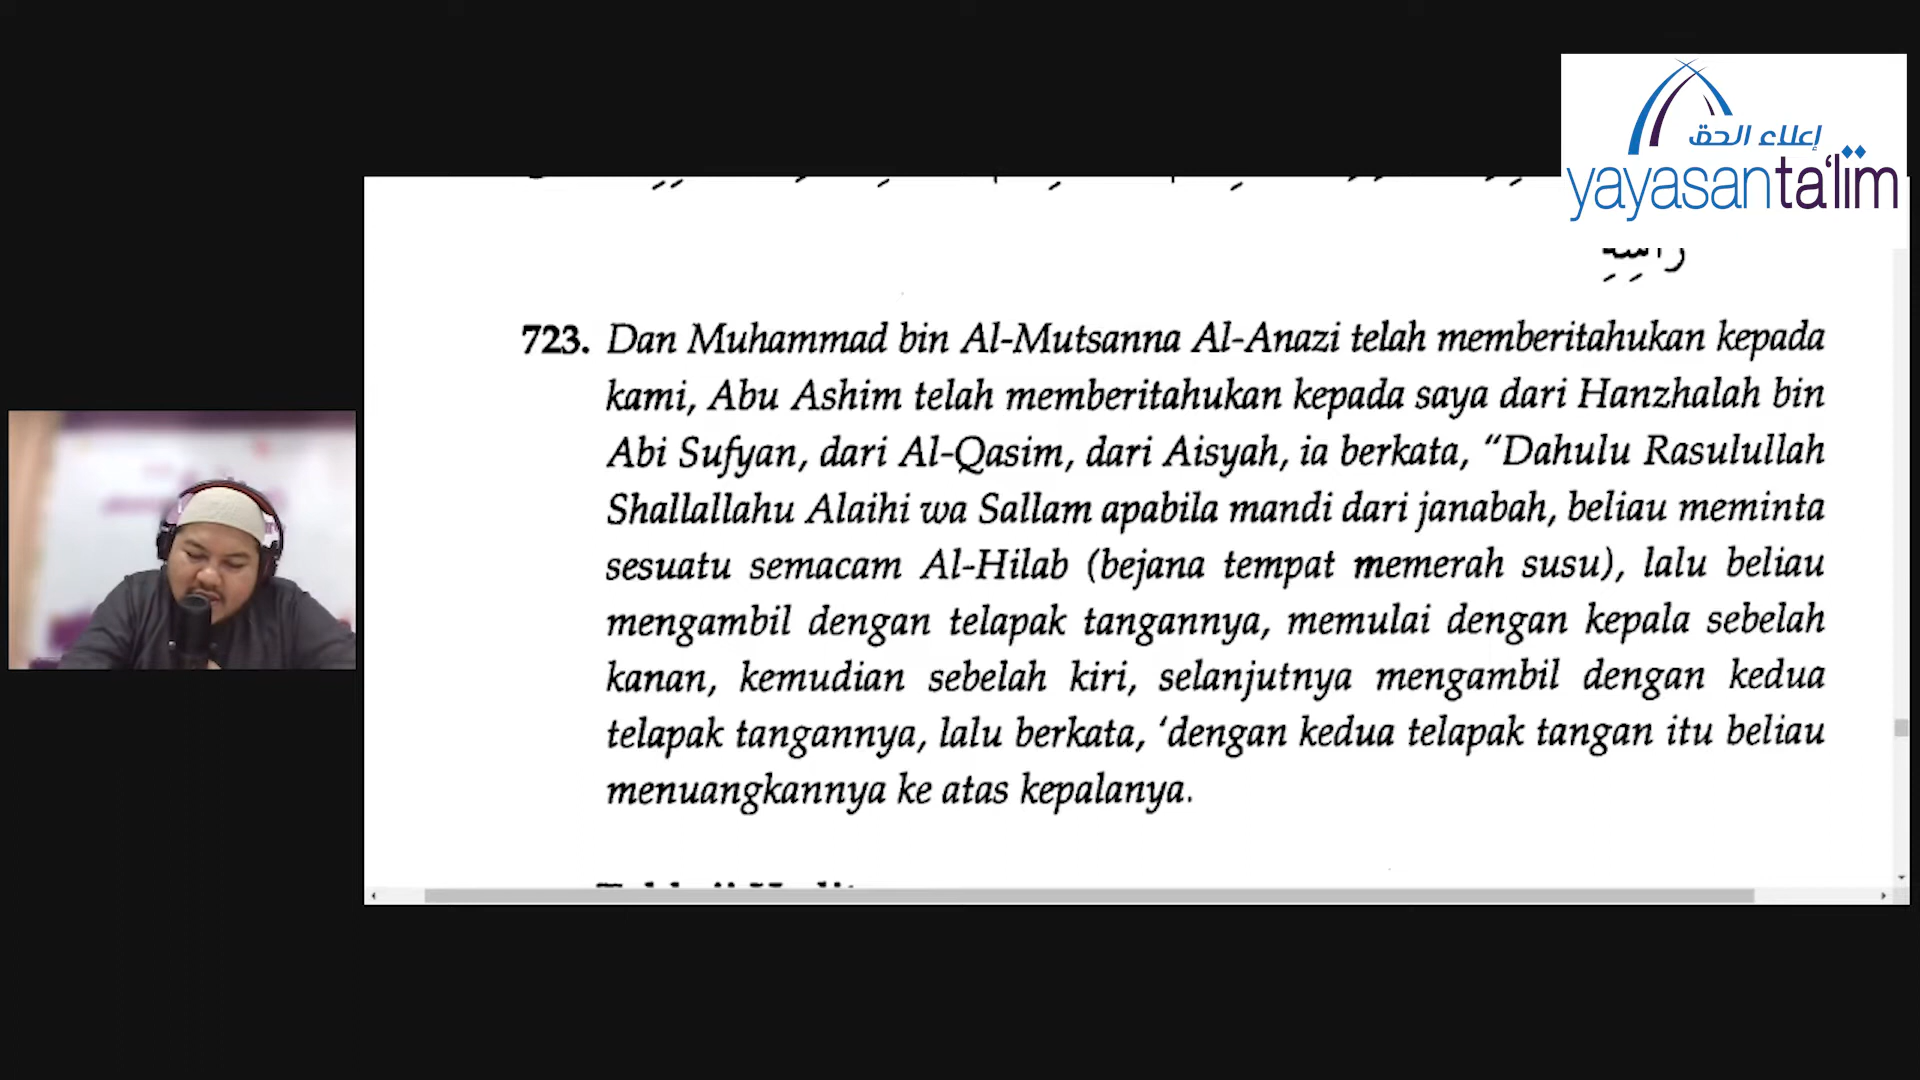 إعلاء الحق
yayasanta'lim
723. Dan Muhammad bin Al-Mutsanna Al-Anazi telah memberitahukan kepada
kami, Abu Ashim telah memberitahukan kepada saya dari Hanzhalah bin
Abi Sufyan, dari Al-Qasim, dari Aisyah, ia berkata, “Dahulu Rasulullah
Shallallahu Alaihi wa Sallam apabila mandi dari janabah, beliau meminta
sesuatu semacam Al-Hilab (bejana tempat memerah susu), lalu beliau
mengambil dengan telapak tangannya, memulai dengan kepala sebelah
kanan, kemudian sebelah kiri, selanjutnya mengambil dengan kedua
telapak tangannya, lalu berkata, ‘dengan kedua telapak tangan itu beliau
menuangkannya ke atas kepalanya.